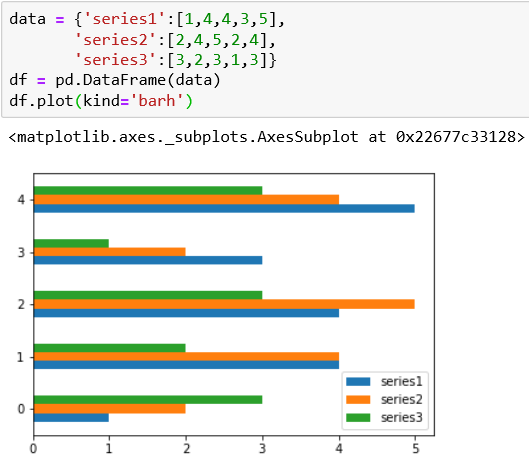 data = {'series1':[1,4,4,3,5],
        'series2':[2,4,5,2,4],
        'series3':[3,2,3,1,3]}
df = pd.DataFrame(data)
df.plot(kind='barh')
<matplotlib.axes._subplots.AxesSubplot at 0x22677c33128>
4
3
2
1
0
series1
series2
series3
0 1 2 3 4 5